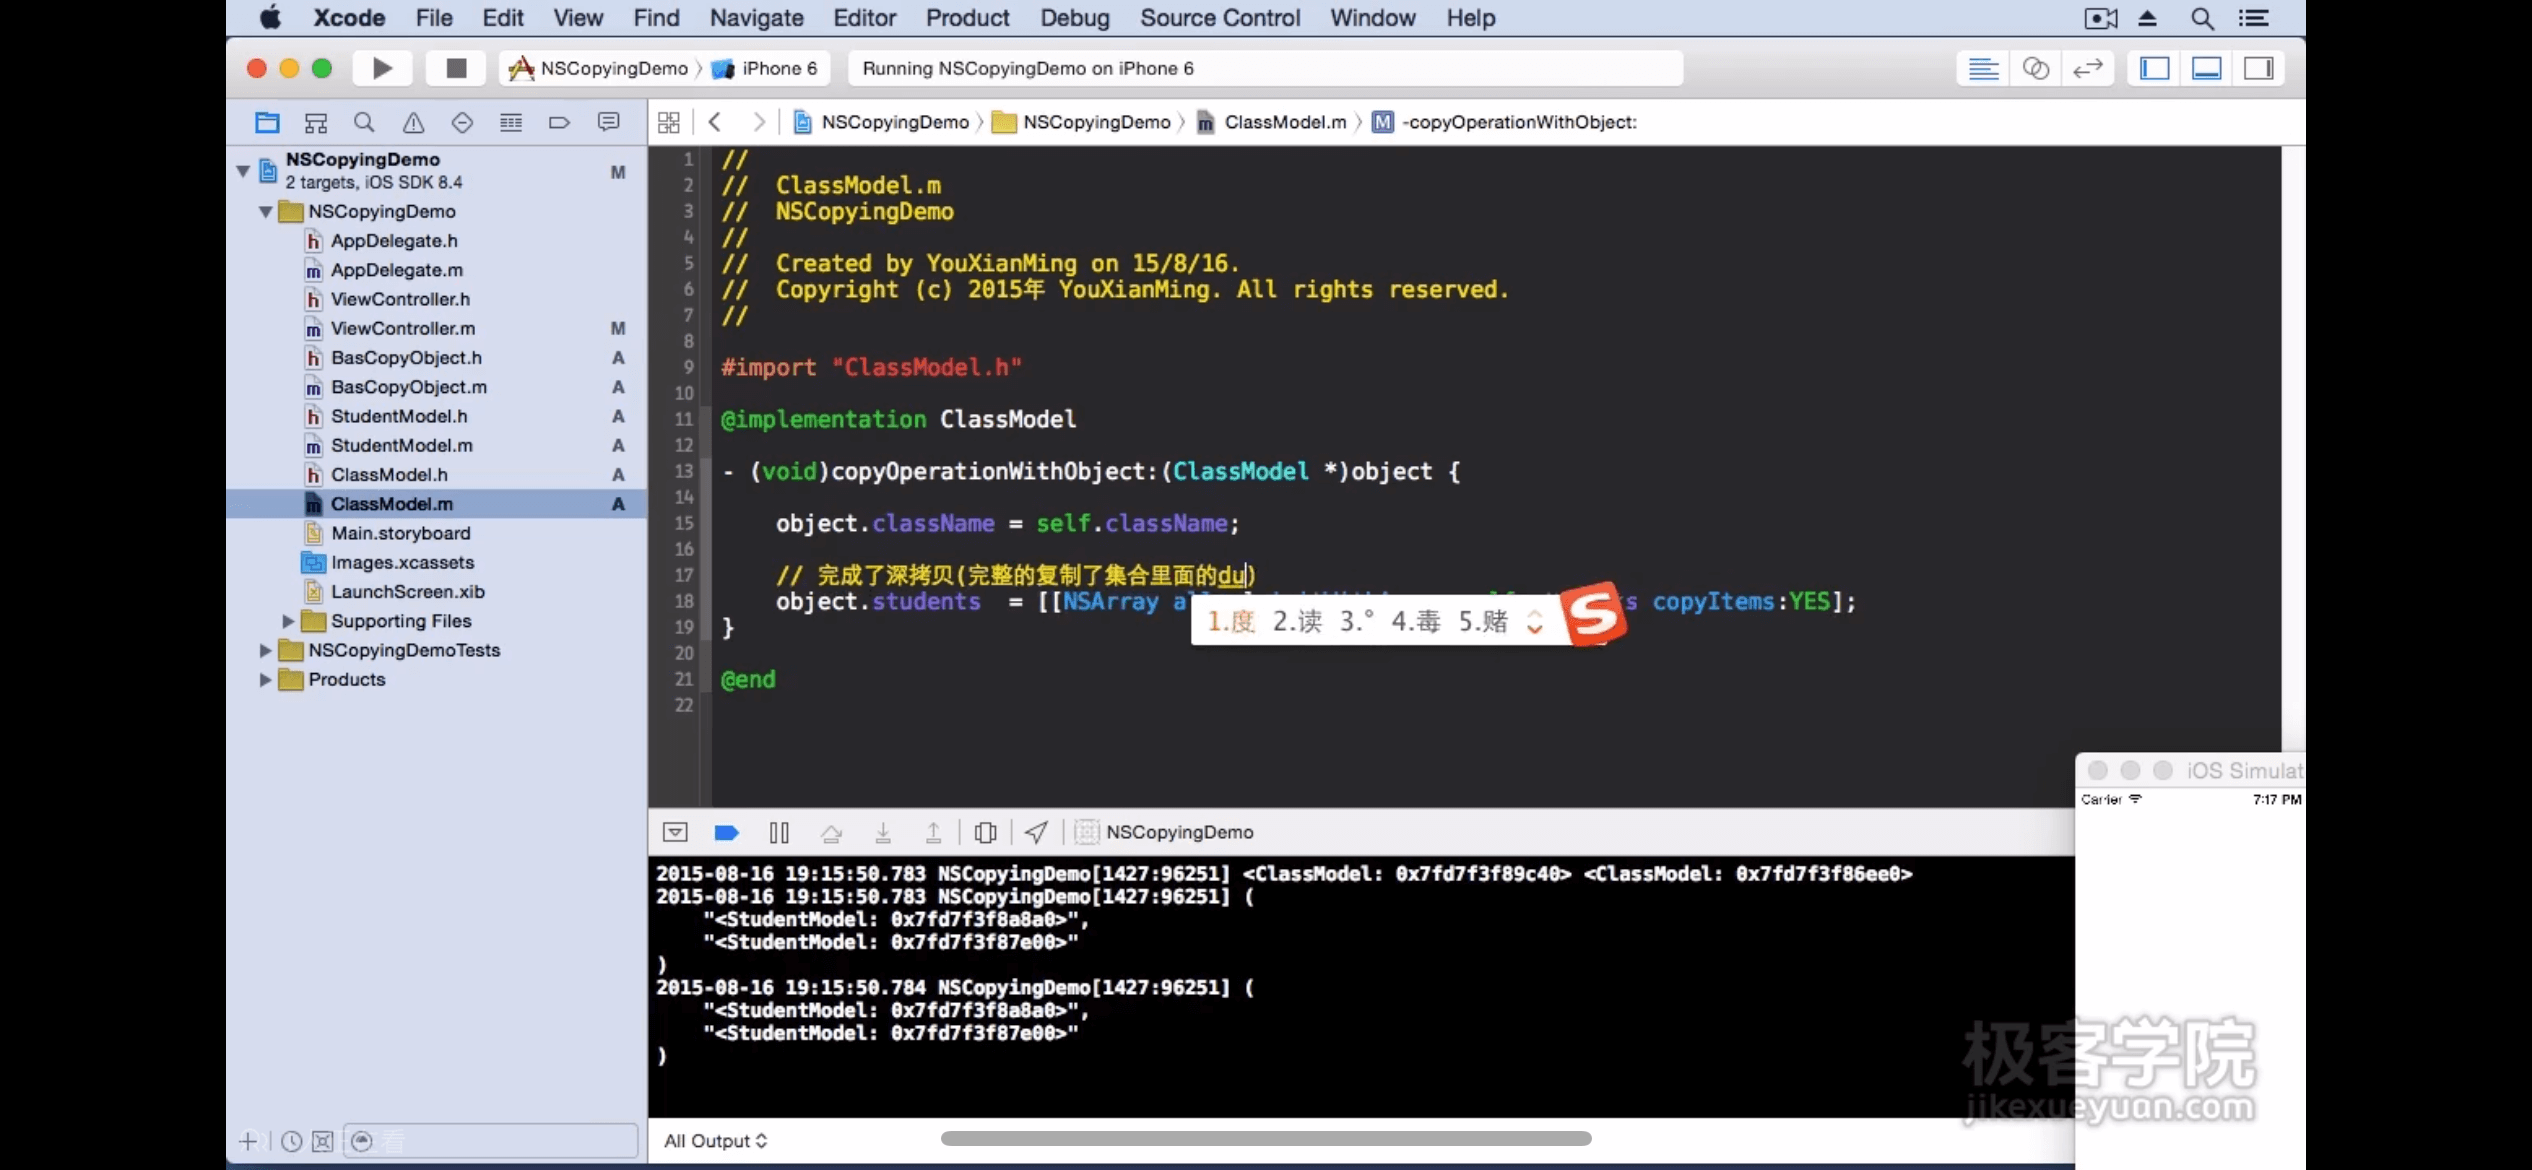 Xcode File Edit View Find Navigate Editor Product Debug Source Control Window Help
NSCopyingDemo iPhone 6 Running NSCopyingDemo on iPhone 6
NSCopyingDemo NSCopyingDemo ClassModel.m M -copyOperationWithObject:
NSCopyingDemo
2 targets, iOS SDK 8.4 M
NSCopyingDemo
h AppDelegate.h
m AppDelegate.m
h ViewController.h
m ViewController.m M
h BasCopyObject.h A
m BasCopyObject.m A
h StudentModel.h A
m StudentModel.m A
h ClassModel.h A
m ClassModel.m A
Main.storyboard
Images.xcassets
LaunchScreen.xib
Supporting Files
NSCopyingDemoTests
Products
1 //
2 // ClassModel.m
3 // NSCopyingDemo
4 //
5 // Created by YouXianMing on 15/8/16.
6 // Copyright (c) 2015年 YouXianMing. All rights reserved.
7 //
8
9 #import "ClassModel.h"
10
11 @implementation ClassModel
12
13 - (void)copyOperationWithObject:(ClassModel *)object {
14
15 object.className = self.className;
16
17 // 完成了深拷贝(完整的复制了集合里面的du)
18 object.students = [[NSArray copyItems:YES];
1.度 2.读 3.° 4.毒 5.赌
19 }
20
21 @end
22
iOS Simulat
Carrier 7:17 PM
NSCopyingDemo
2015-08-16 19:15:50.783 NSCopyingDemo[1427:96251] <ClassModel: 0x7fd7f3f89c40> <ClassModel: 0x7fd7f3f86ee0>
2015-08-16 19:15:50.783 NSCopyingDemo[1427:96251] (
"<StudentModel: 0x7fd7f3f8a8a0>",
"<StudentModel: 0x7fd7f3f87e00>"
)
2015-08-16 19:15:50.784 NSCopyingDemo[1427:96251] (
"<StudentModel: 0x7fd7f3f8a8a0>",
"<StudentModel: 0x7fd7f3f87e00>"
)
极客学院
jikexueyuan.com
All Output